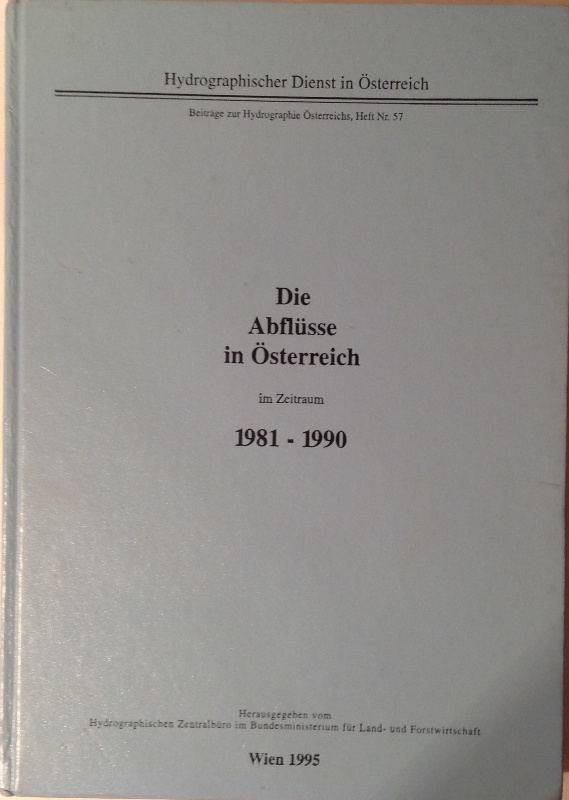 Hydrographischer Dienst in Österreich
Beiträge zur Hydrographie Österreichs, Heft Nr. 57
Die
Abflüsse
in Österreich
im Zeitraum
1981 - 1990
Herausgegeben vom
Hydrographischen Zentralbüro im Bundesministerium für Land- und Forstwirtschaft
Wien 1995